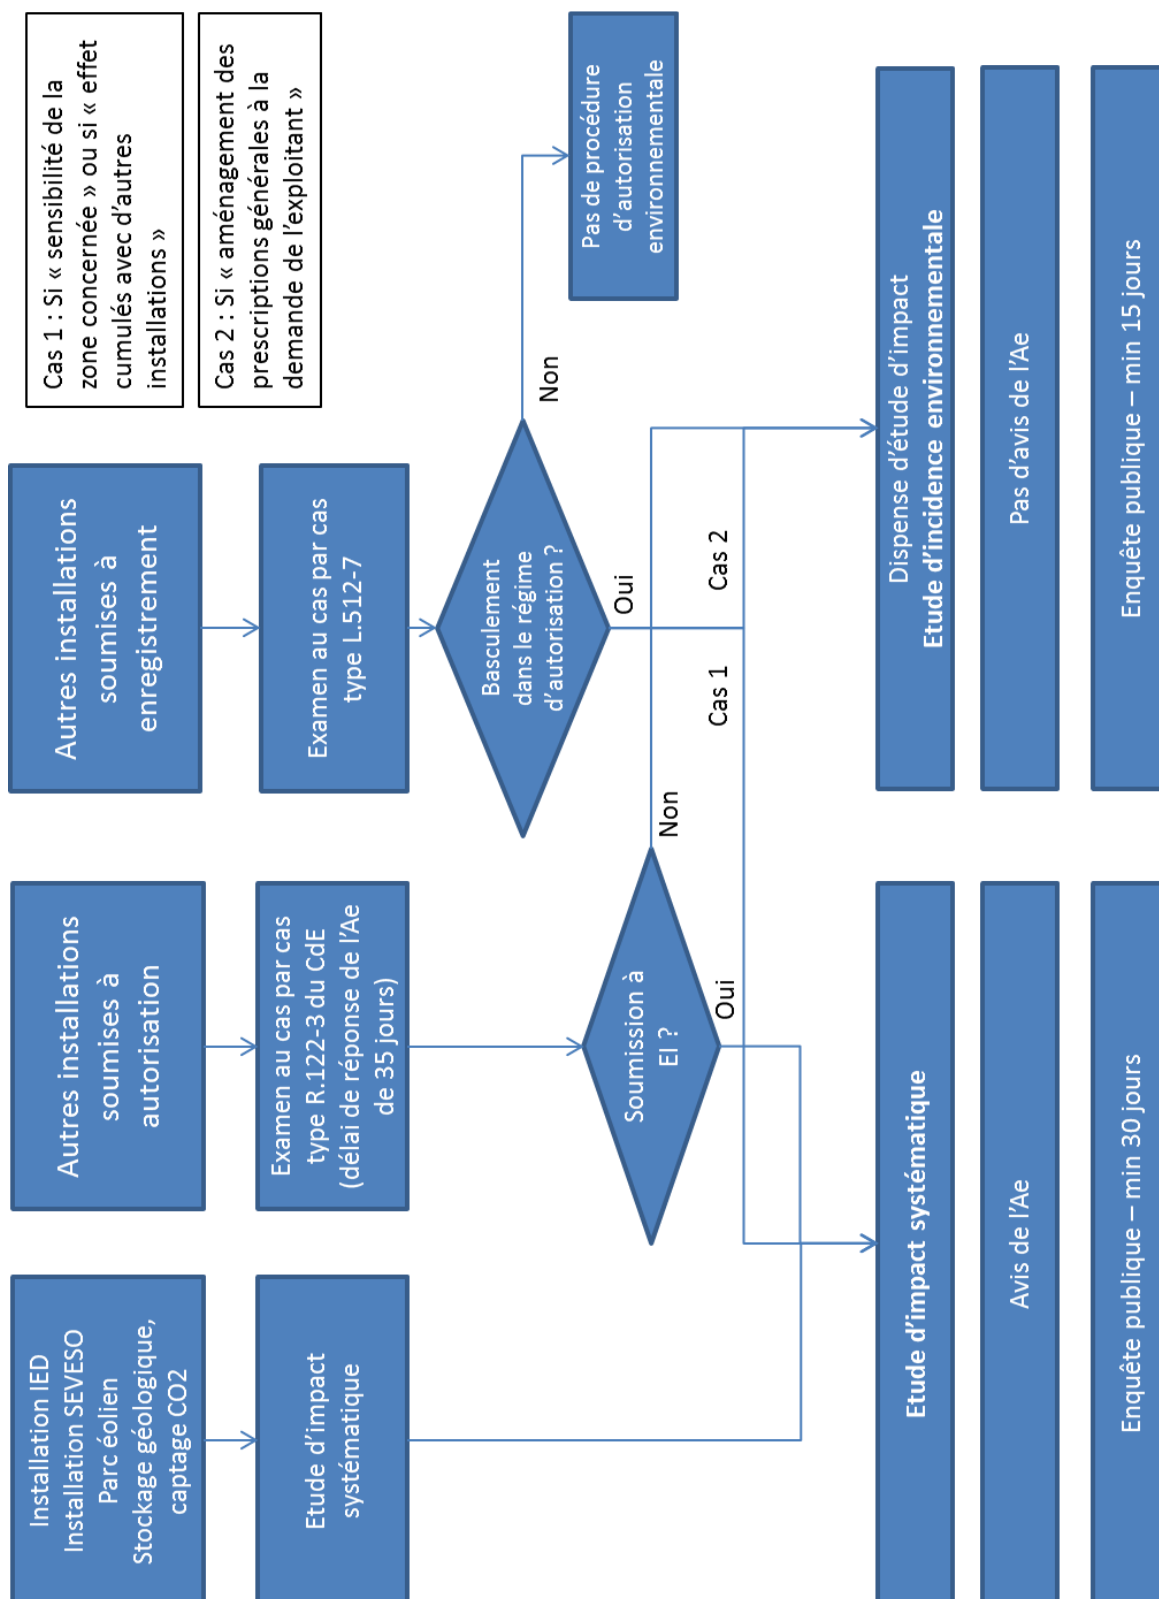 Installation IED
Installation SEVESO
Parc éolien
Stockage géologique,
captage CO2
Autres installations
soumises à
autorisation
Autres installations
soumises à
enregistrement
Cas 1 : Si « sensibilité de la
zone concernée » ou si « effet
cumulés avec d'autres
installations »
Cas 2 : Si « aménagement des
prescriptions générales à la
demande de l'exploitant »
Etude d'impact
systématique
Examen au cas par cas
type R.122-3 du CdE
(délai de réponse de l'Ae
de 35 jours)
Examen au cas par cas
type L.512-7
Basculement
dans le régime
d'autorisation ?
Non
Oui
Pas de procédure
d'autorisation
environnementale
Soumission à
EI ?
Non
Oui
Cas 1
Cas 2
Etude d'impact systématique
Dispense d'étude d'impact
Etude d'incidence environnementale
Avis de l'Ae
Pas d'avis de l'Ae
Enquête publique – min 30 jours
Enquête publique – min 15 jours